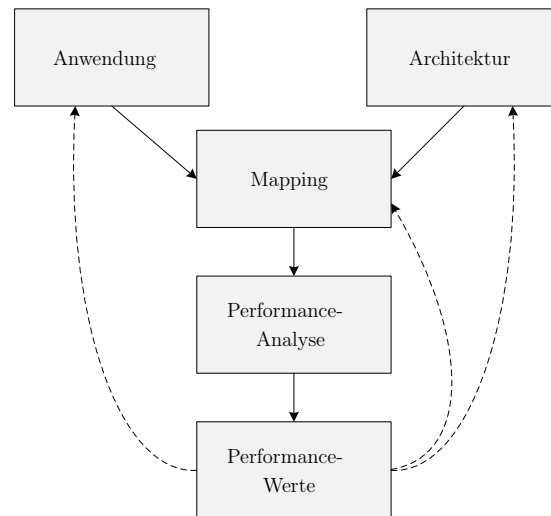 Anwendung
Architektur
Mapping
Performance-
Analyse
Performance-
Werte